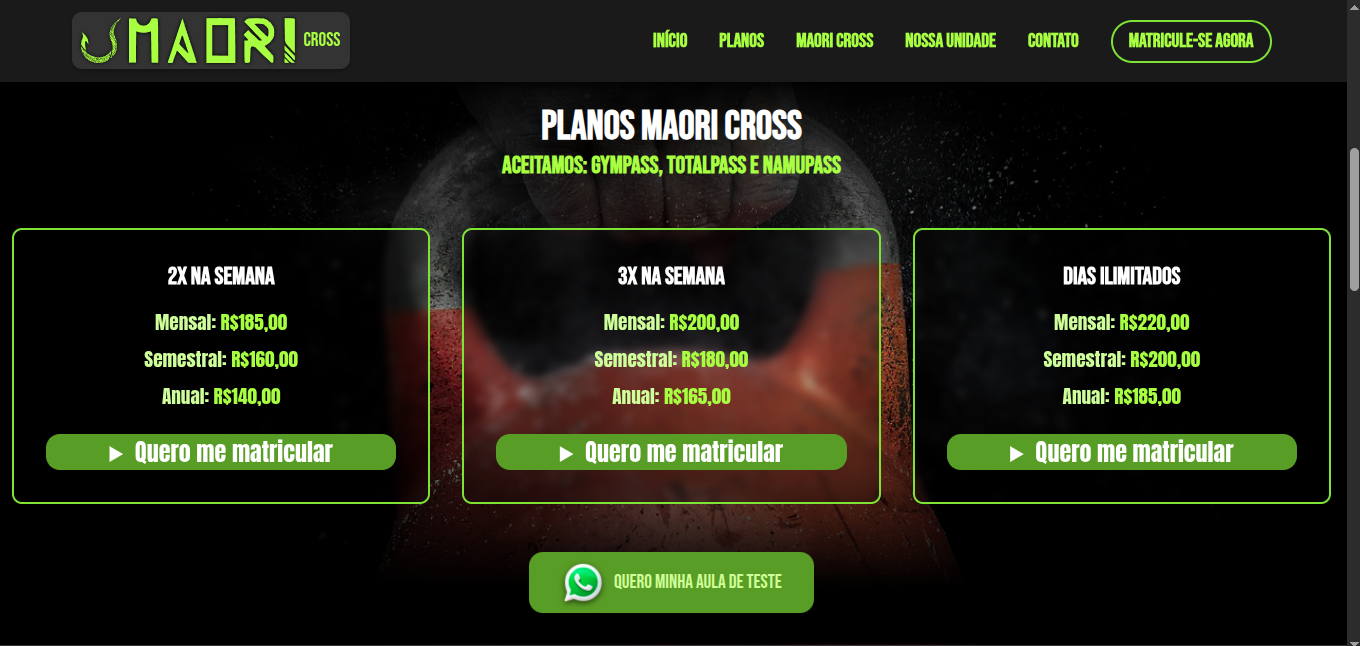 MAORI CROSS
INÍCIO PLANOS MAORI CROSS NOSSA UNIDADE CONTATO MATRICULE-SE AGORA
PLANOS MAORI CROSS
ACEITAMOS: GYMPASS, TOTALPASS E NAMUPASS
2X NA SEMANA
Mensal: R$185,00
Semestral: R$160,00
Anual: R$140,00
Quero me matricular
3X NA SEMANA
Mensal: R$200,00
Semestral: R$180,00
Anual: R$165,00
Quero me matricular
DIAS ILIMITADOS
Mensal: R$220,00
Semestral: R$200,00
Anual: R$185,00
Quero me matricular
QUERO MINHA AULA DE TESTE